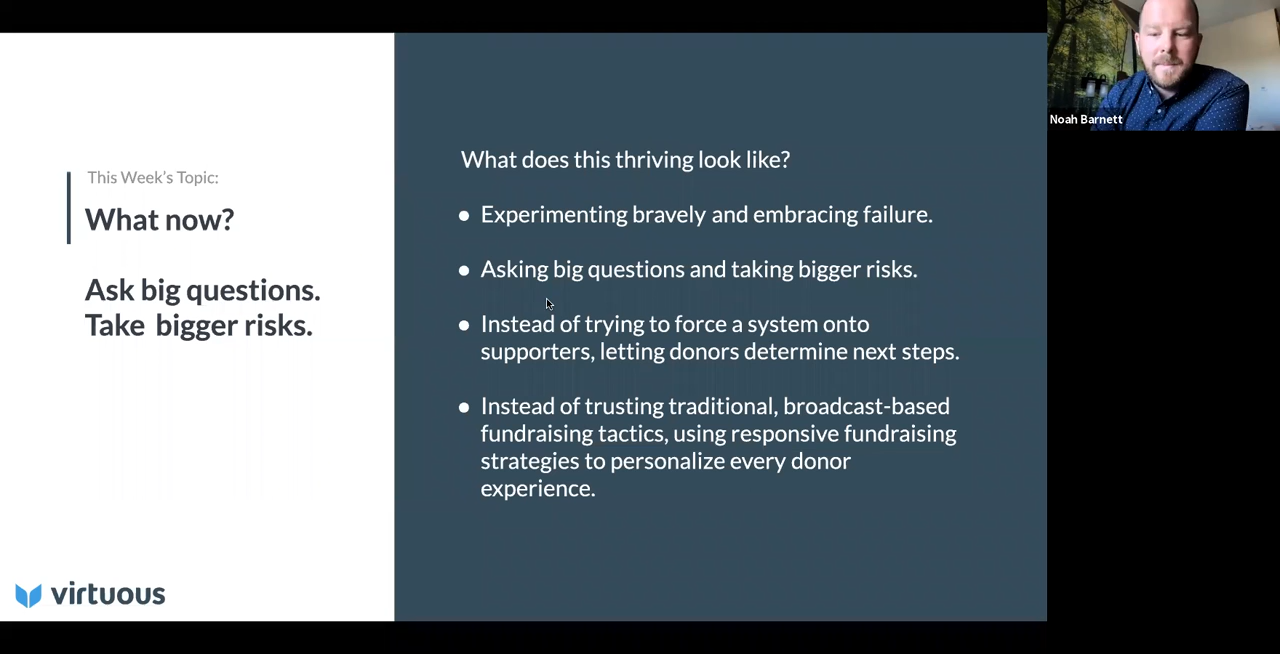 This Week's Topic:
What now?
Ask big questions.
Take bigger risks.
virtuous
What does this thriving look like?
● Experimenting bravely and embracing failure.
● Asking big questions and taking bigger risks.
● Instead of trying to force a system onto
supporters, letting donors determine next steps.
● Instead of trusting traditional, broadcast-based
fundraising tactics, using responsive fundraising
strategies to personalize every donor
experience.
Noah Barnett